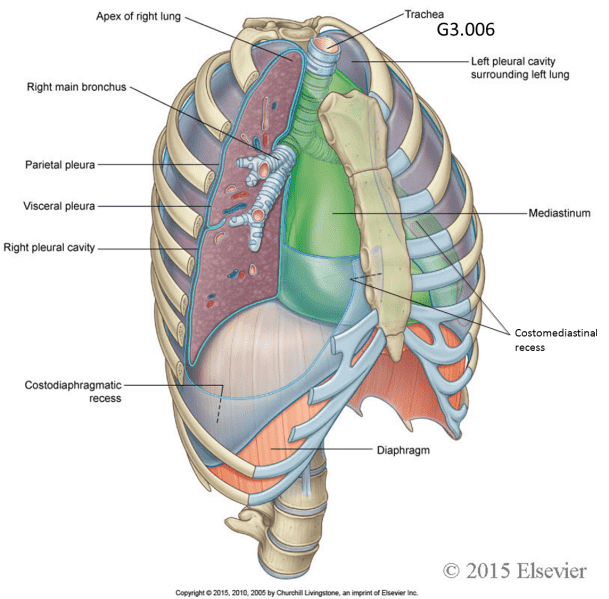 Apex of right lung
Trachea
G3.006
Left pleural cavity
surrounding left lung
Right main bronchus
Parietal pleura
Visceral pleura
Mediastinum
Right pleural cavity
Costomediastinal
recess
Costodiaphragmatic
recess
Diaphragm
© 2015 Elsevier
Copyright © 2015, 2010, 2005 by Churchill Livingstone, an imprint of Elsevier Inc.